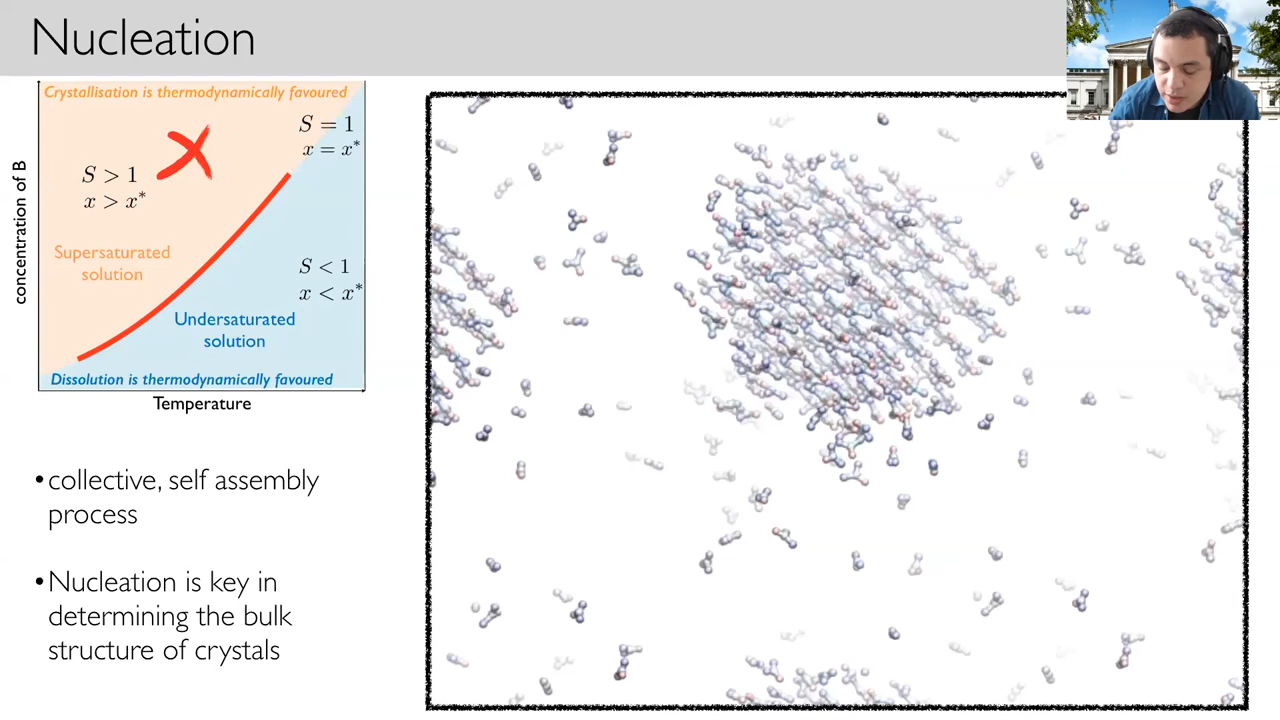 Nucleation
Crystallisation is thermodynamically favoured
S = 1
x = x*
S > 1
x > x*
Supersaturated
solution
S < 1
x < x*
Undersaturated
solution
Dissolution is thermodynamically favoured
concentration of B
Temperature
•collective, self assembly
process
•Nucleation is key in
determining the bulk
structure of crystals